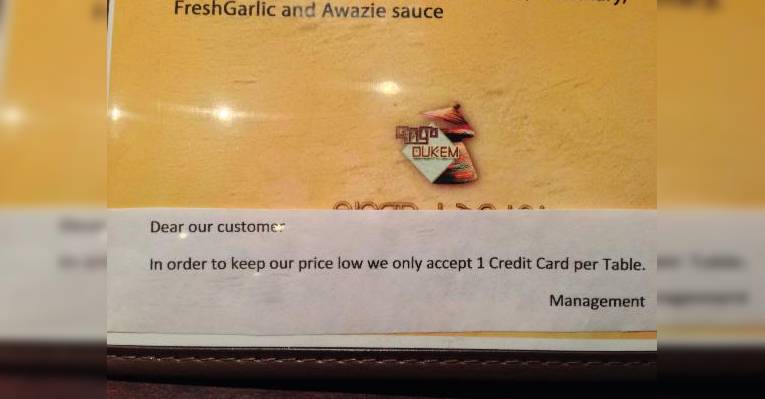 FreshGarlic and Awazie sauce
DUKEM
Dear our customer
In order to keep our price low we only accept 1 Credit Card per Table.
Management